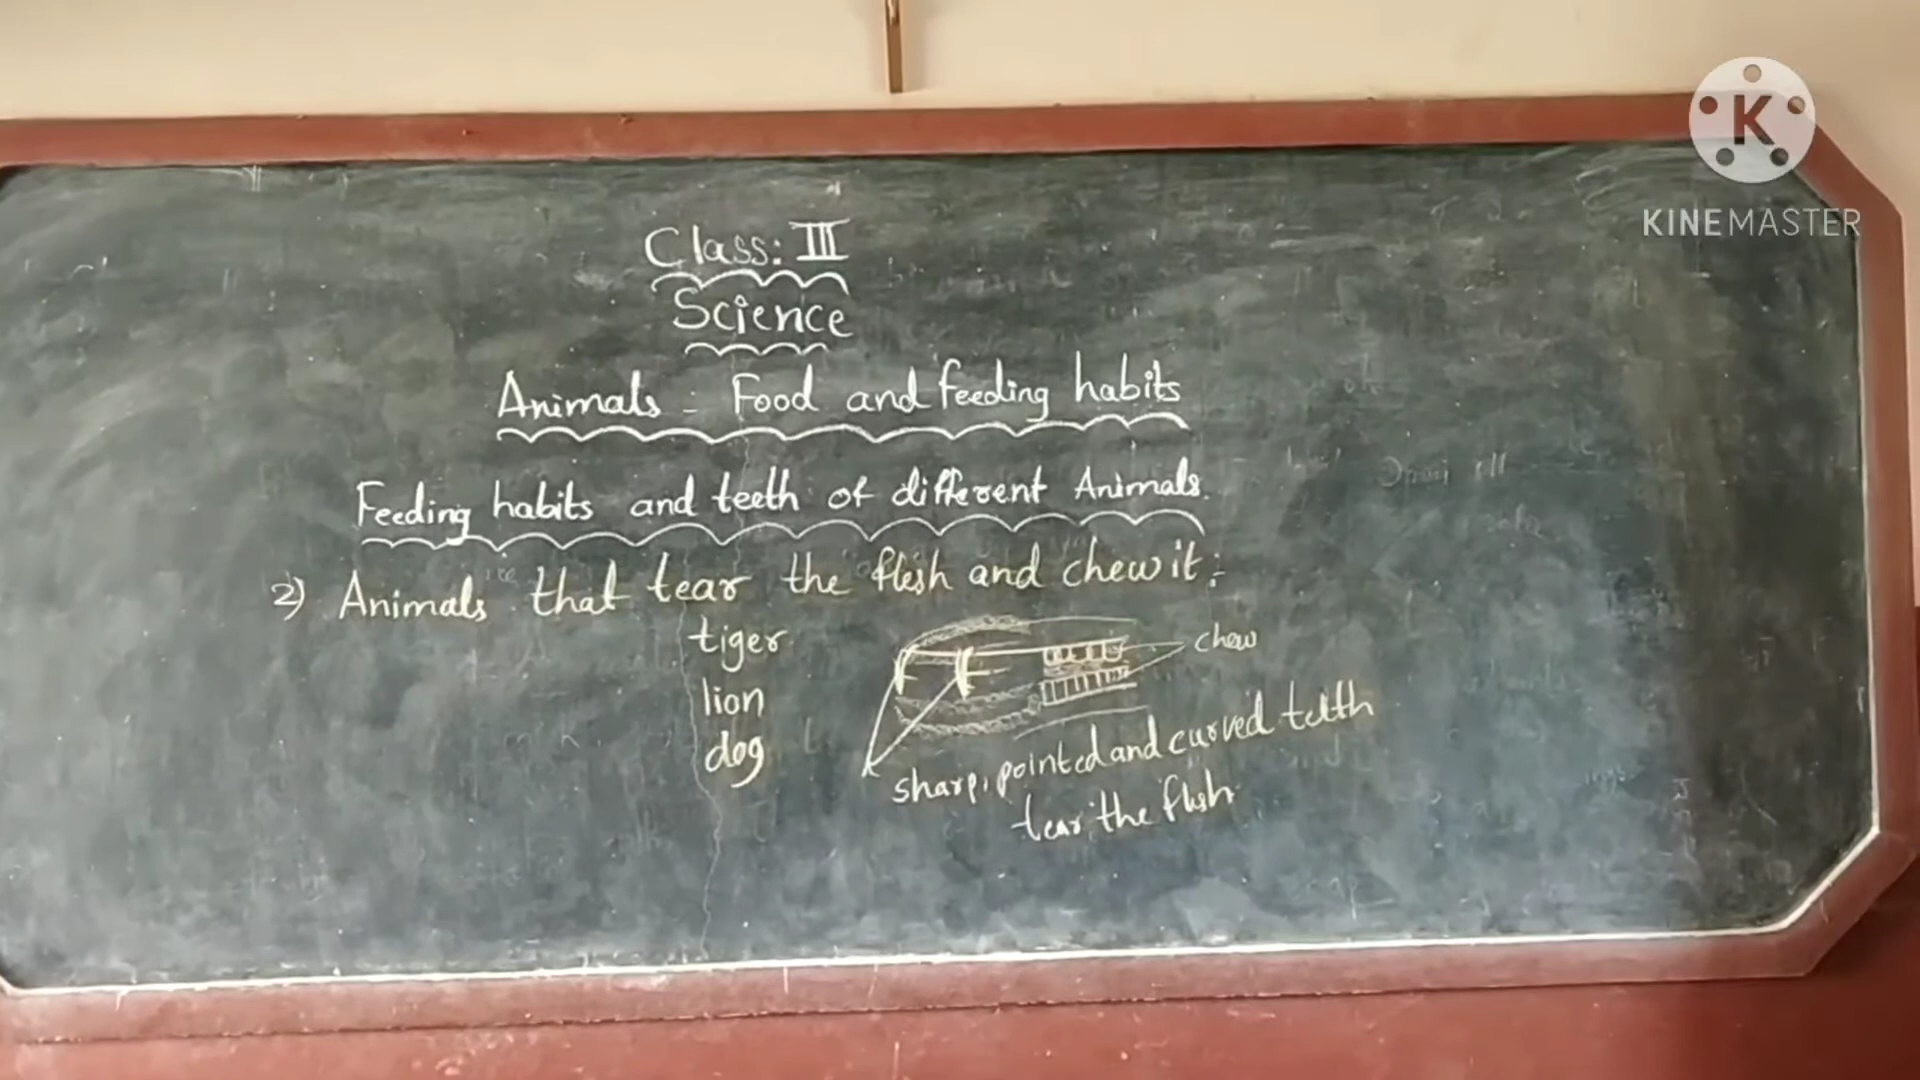 K
KINEMASTER
Class: III
Science
Animals : Food and feeding habits
Feeding habits and teeth of different Animals.
2) Animals that tear the flesh and chew it :-
tiger
lion
dog
chew
sharp, pointed and curved teeth
tear the flesh